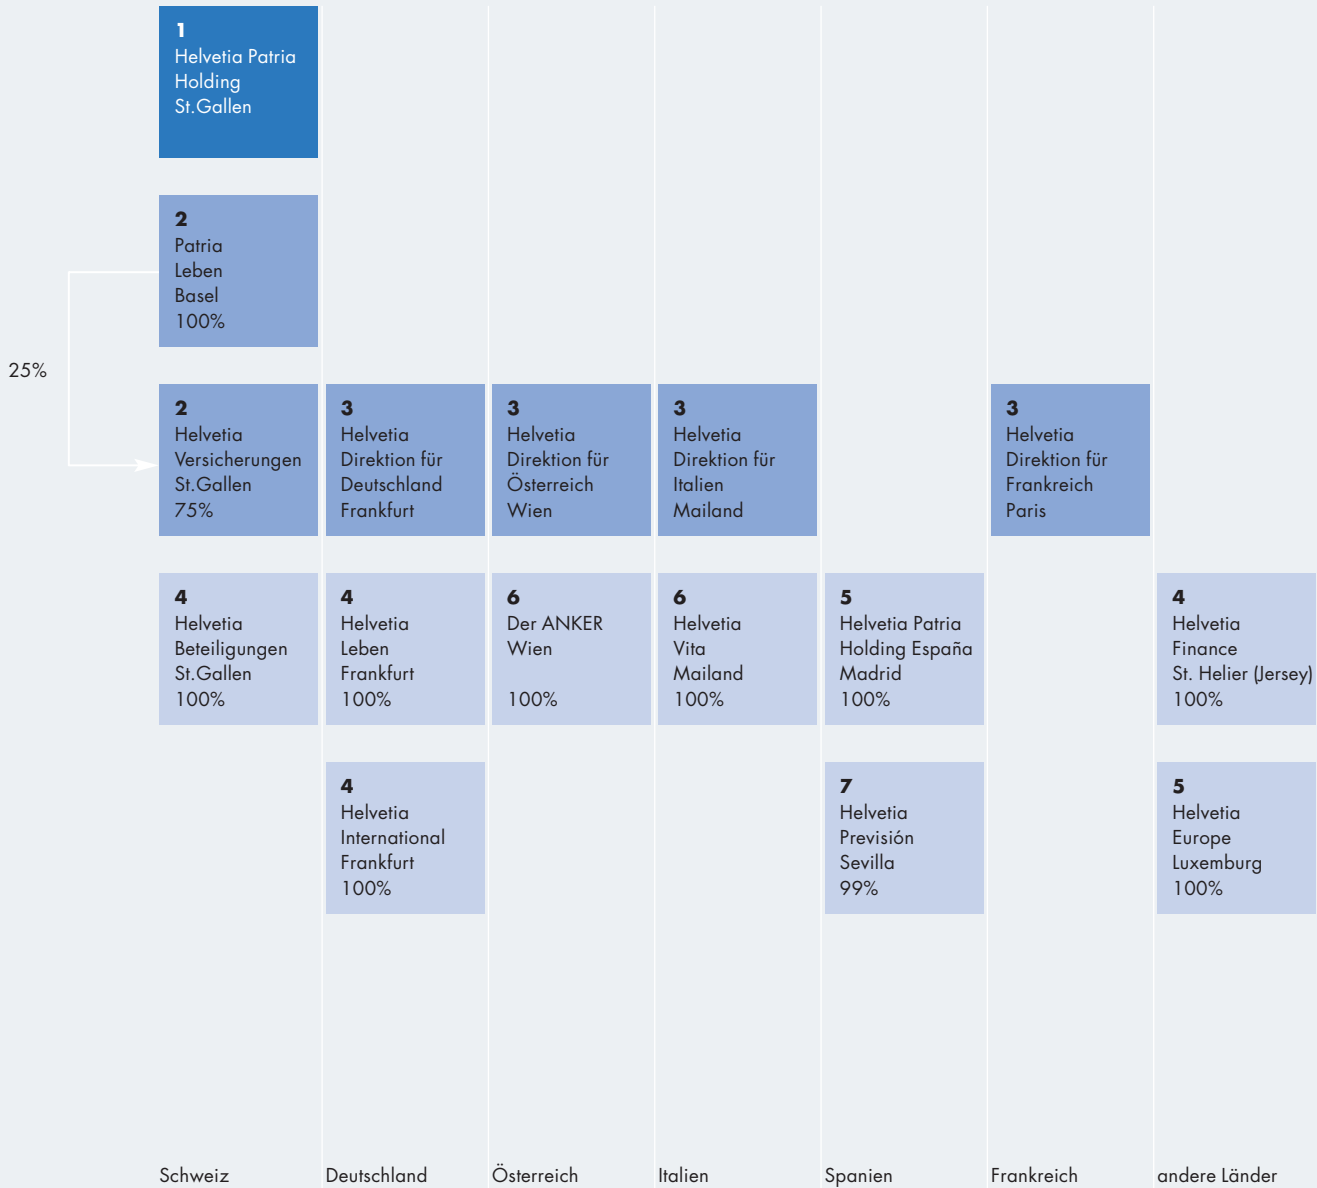 1
Helvetia Patria
Holding
St.Gallen
2
Patria
Leben
Basel
100%
25%
2
Helvetia
Versicherungen
St.Gallen
75%
3
Helvetia
Direktion für
Deutschland
Frankfurt
3
Helvetia
Direktion für
Österreich
Wien
3
Helvetia
Direktion für
Italien
Mailand
3
Helvetia
Direktion für
Frankreich
Paris
4
Helvetia
Beteiligungen
St.Gallen
100%
4
Helvetia
Leben
Frankfurt
100%
6
Der ANKER
Wien
100%
6
Helvetia
Vita
Mailand
100%
5
Helvetia Patria
Holding España
Madrid
100%
4
Helvetia
Finance
St. Helier (Jersey)
100%
4
Helvetia
International
Frankfurt
100%
7
Helvetia
Previsión
Sevilla
99%
5
Helvetia
Europe
Luxemburg
100%
Schweiz
Deutschland
Österreich
Italien
Spanien
Frankreich
andere Länder